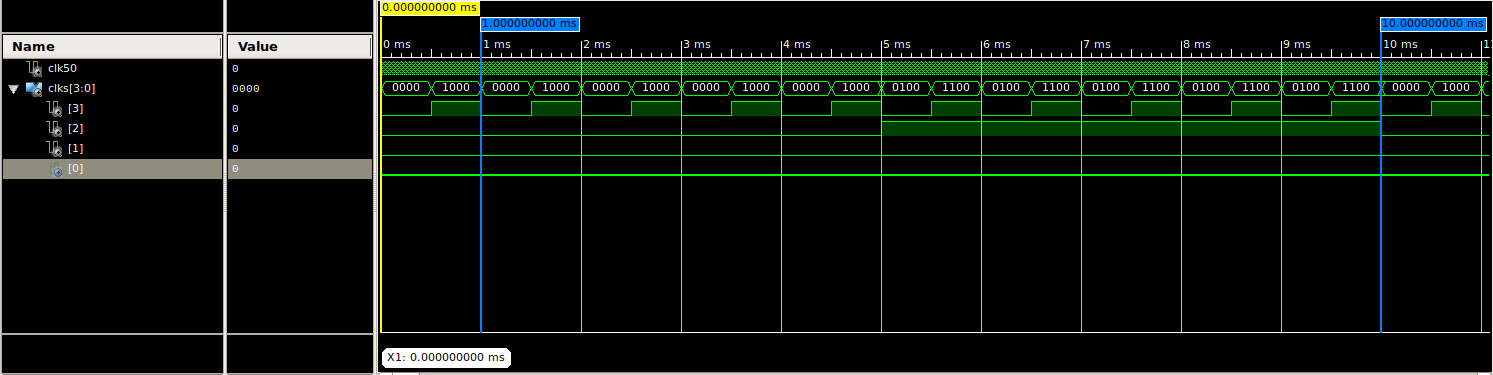 0.000000000 ms
1.000000000 ms 10.000000000 ms
Name Value
0 ms 1 ms 2 ms 3 ms 4 ms 5 ms 6 ms 7 ms 8 ms 9 ms 10 ms 1
clk50 0
clks[3:0] 0000 0000 1000 0000 1000 0000 1000 0000 1000 0000 1000 0100 1100 0100 1100 0100 1100 0100 1100 0100 1100 0000 1000
[3] 0
[2] 0
[1] 0
[0] 0
X1: 0.000000000 ms